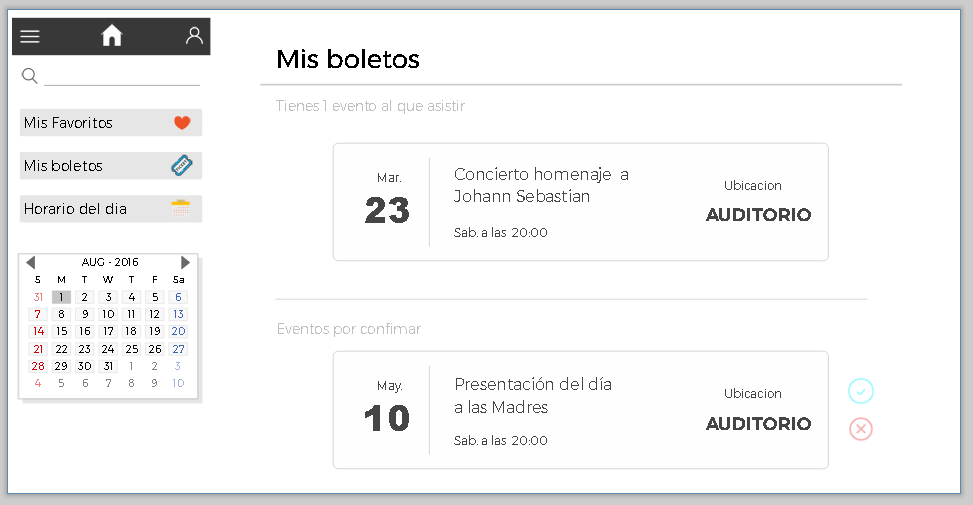 Mis boletos
Tienes 1 evento al que asistir
Mis Favoritos
Mis boletos
Horario del dia
AUG - 2016
S M T W T F Sa
31 1 2 3 4 5 6
7 8 9 10 11 12 13
14 15 16 17 18 19 20
21 22 23 24 25 26 27
28 29 30 31 1 2 3
4 5 6 7 8 9 10
Mar.
23
Concierto homenaje a
Johann Sebastian
Sab. a las 20:00
Ubicacion
AUDITORIO
Eventos por confimar
May.
10
Presentación del día
a las Madres
Sab. a las 20:00
Ubicacion
AUDITORIO